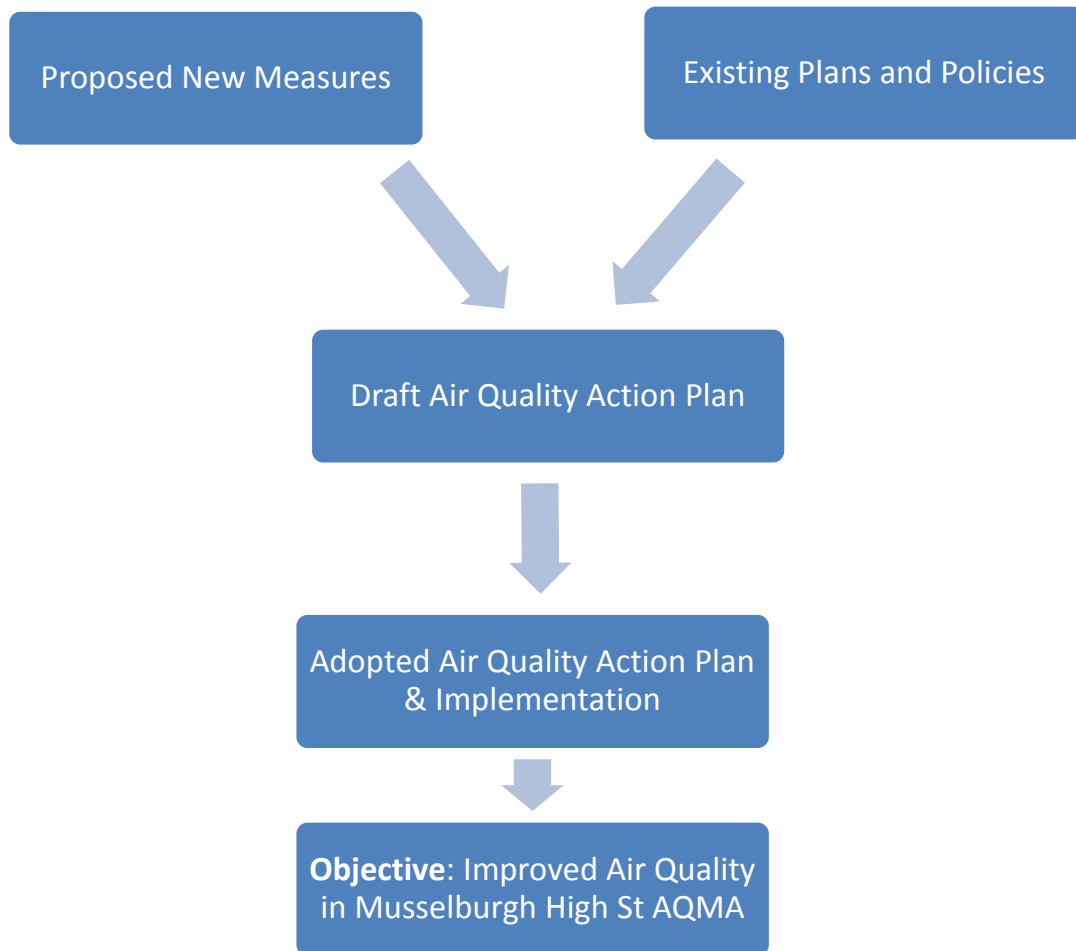 Proposed New Measures
Existing Plans and Policies
Draft Air Quality Action Plan
Adopted Air Quality Action Plan
& Implementation
Objective: Improved Air Quality
in Musselburgh High St AQMA